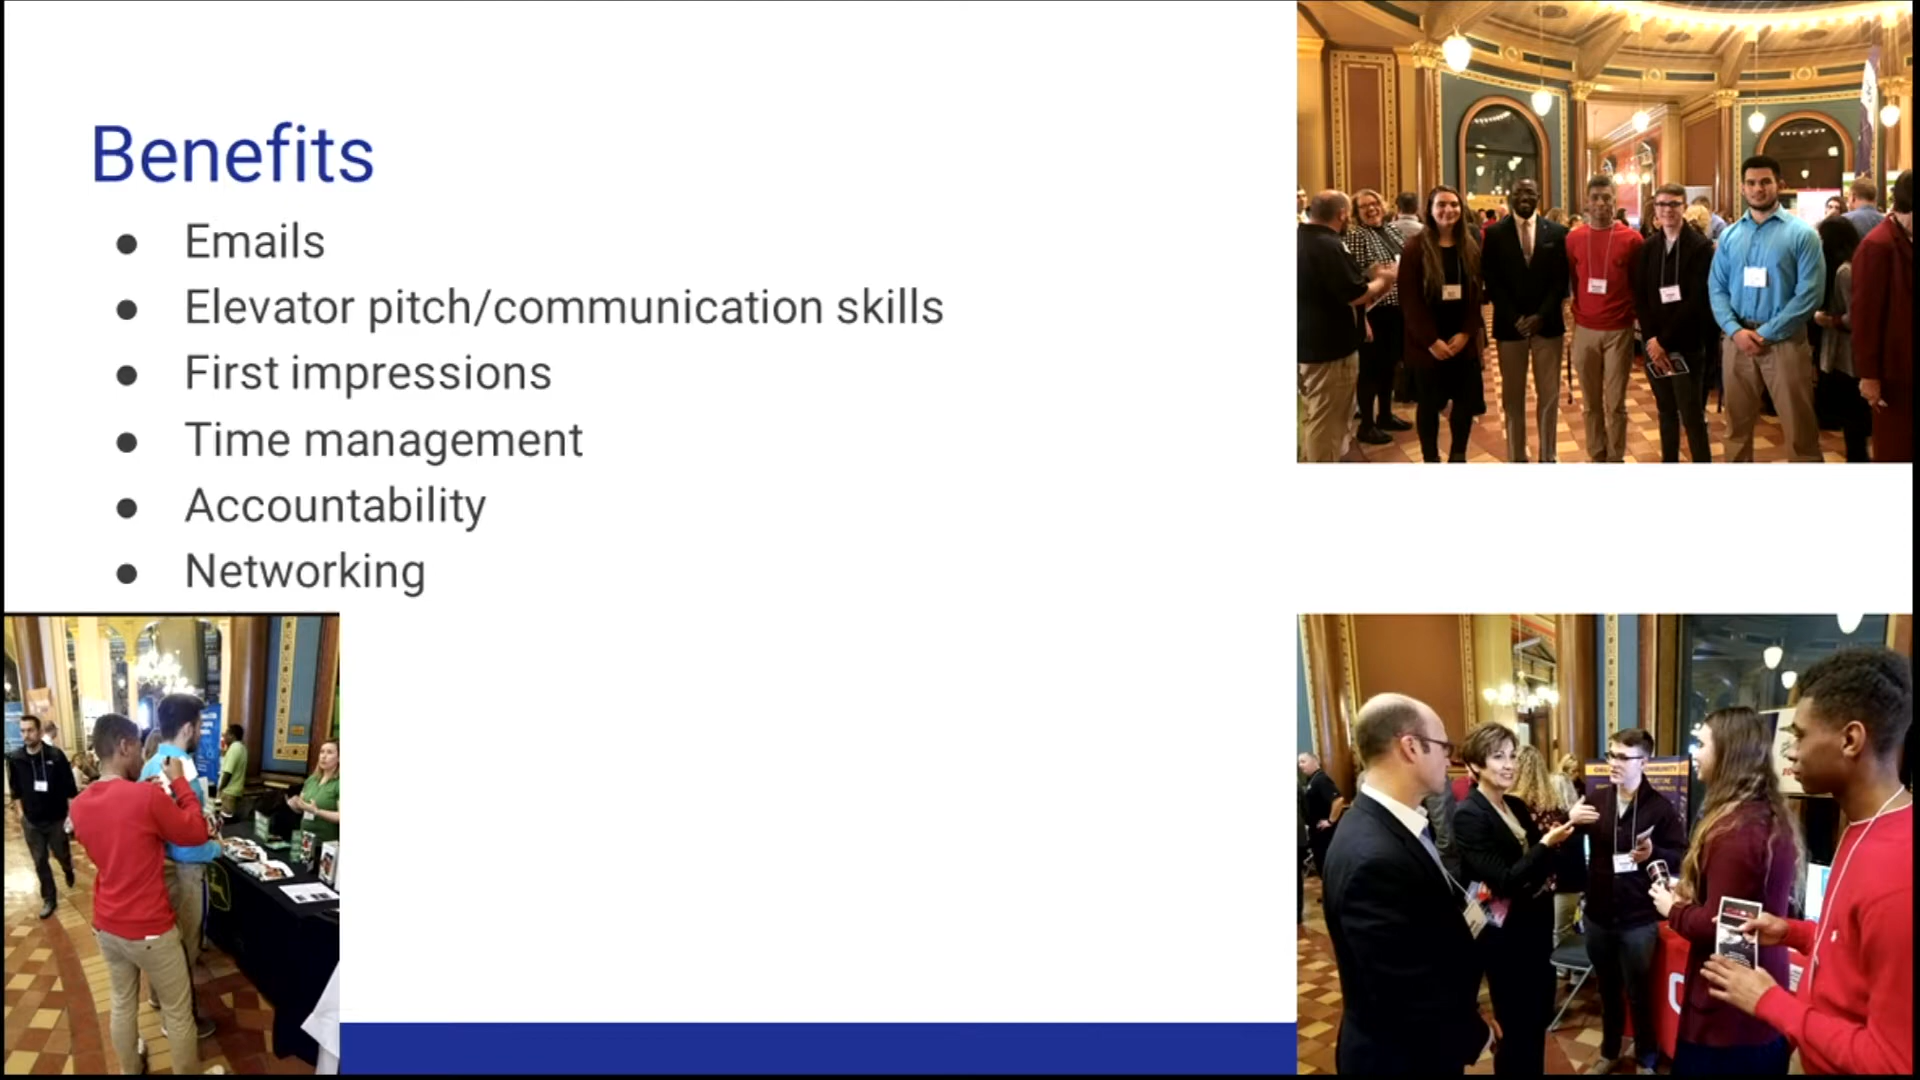 Benefits
● Emails
● Elevator pitch/communication skills
● First impressions
● Time management
● Accountability
● Networking